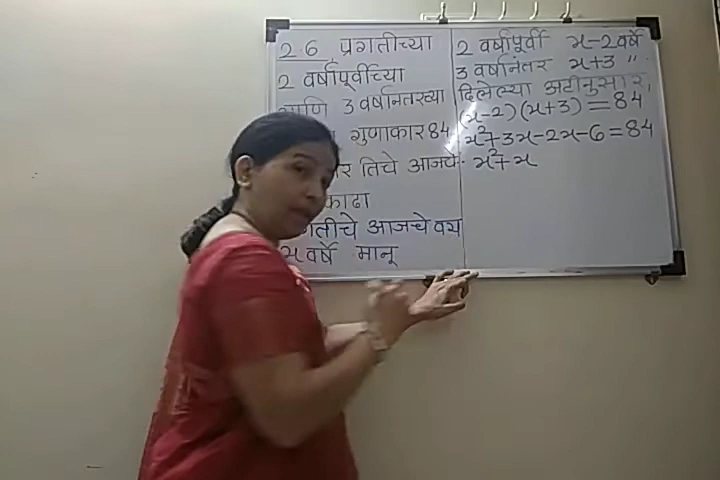 2.6 प्रगतीच्या
2 वर्षांपूर्वीच्या
3 वर्षानंतरच्या
गुणाकार 84
तिचे आजचे
काढा
आजचे वय
x वर्षे मानू
2 वर्षांपूर्वी x-2 वर्षे
3 वर्षानंतर x+3 "
दिलेल्या अटीनुसार,
(x-2)(x+3) = 84
x²+3x-2x-6=84
x²+x